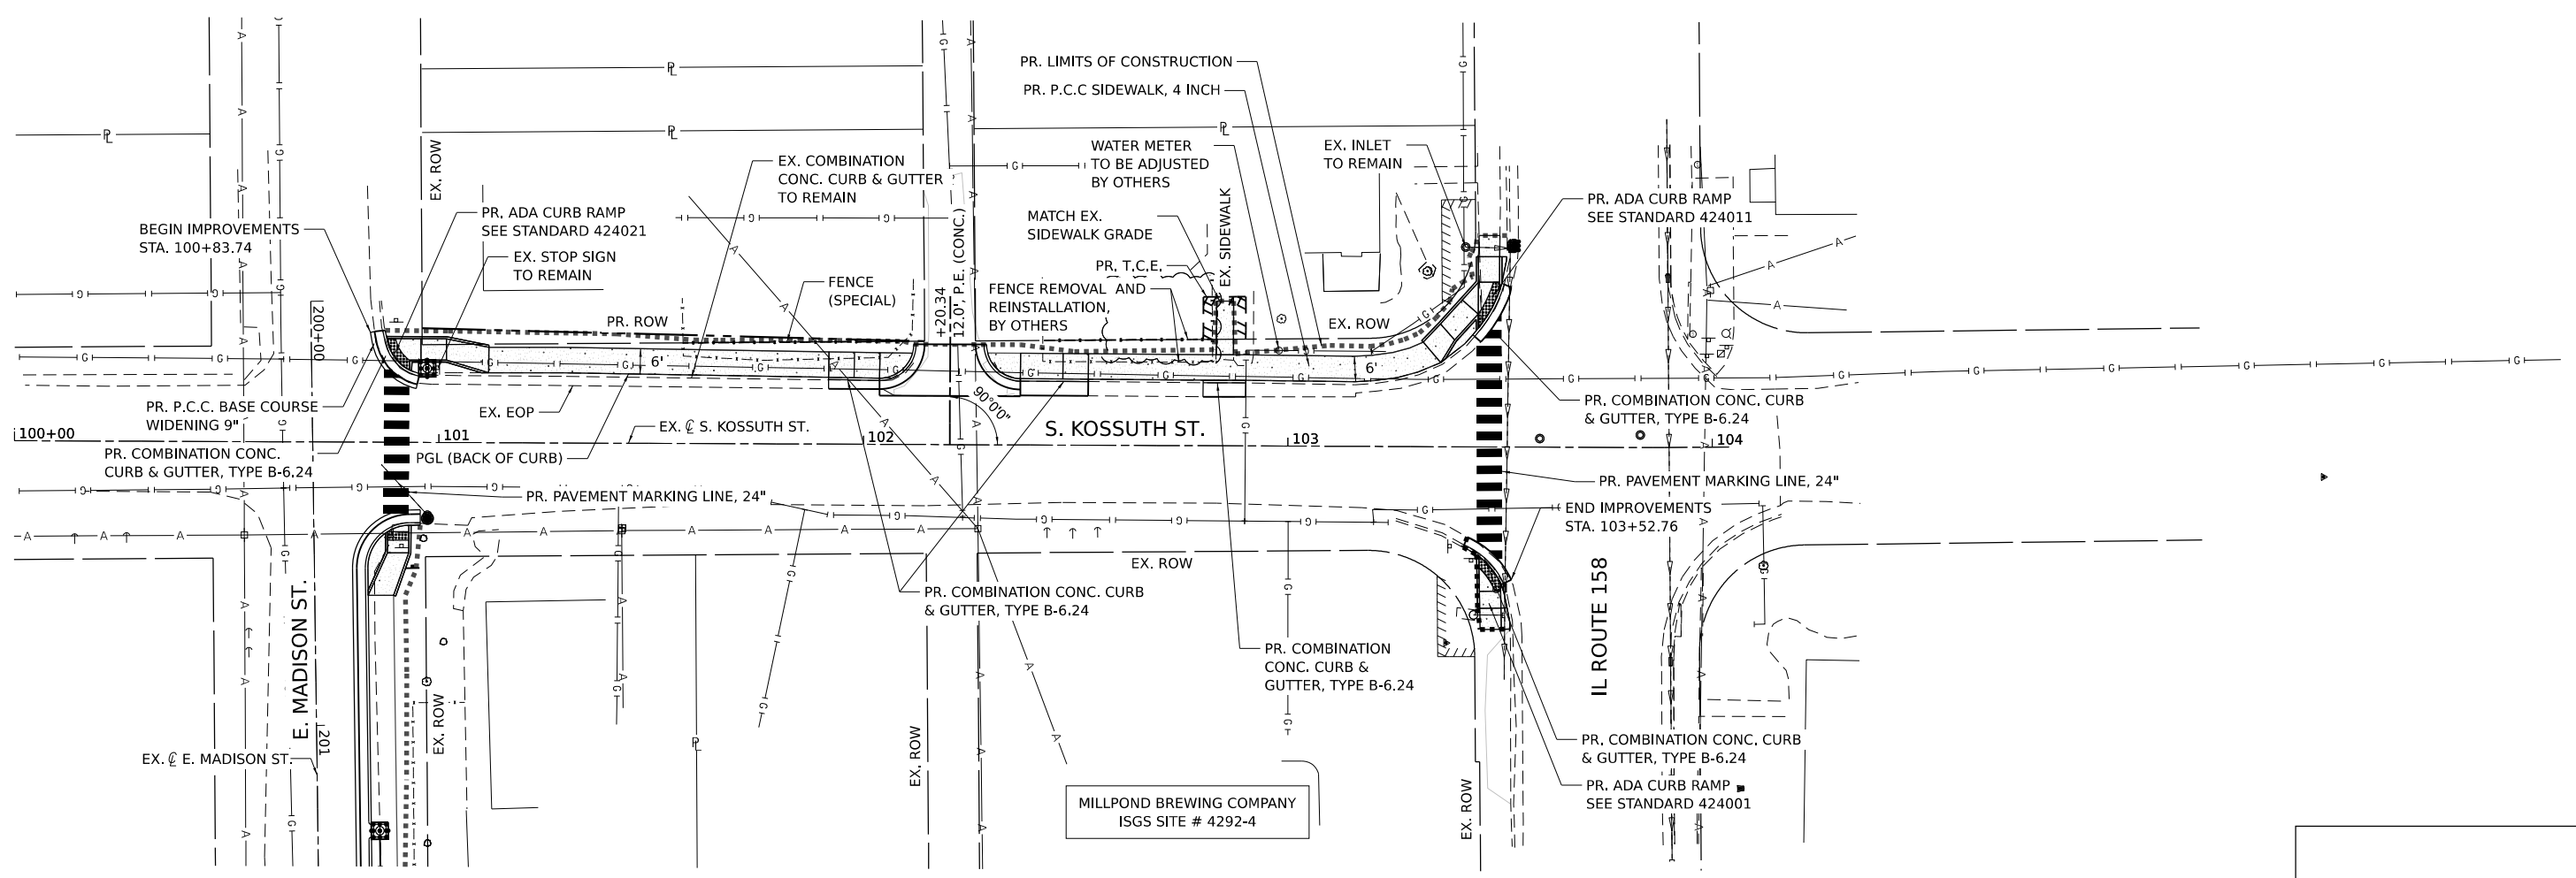 PR. LIMITS OF CONSTRUCTION
PR. P.C.C SIDEWALK, 4 INCH
EX. ROW
EX. COMBINATION
CONC. CURB & GUTTER
TO REMAIN
WATER METER
TO BE ADJUSTED
BY OTHERS
EX. INLET
TO REMAIN
BEGIN IMPROVEMENTS
STA. 100+83.74
PR. ADA CURB RAMP
SEE STANDARD 424021
EX. STOP SIGN
TO REMAIN
MATCH EX.
SIDEWALK GRADE
EX. SIDEWALK
PR. ADA CURB RAMP
SEE STANDARD 424011
PR. T.C.E.
FENCE
(SPECIAL)
FENCE REMOVAL AND
REINSTALLATION,
BY OTHERS
+20.34
12.0', P.E. (CONC.)
200+00
PR. ROW
EX. ROW
6'
6'
90°0'0"
PR. P.C.C. BASE COURSE
WIDENING 9"
EX. EOP
EX. ℄ S. KOSSUTH ST.
S. KOSSUTH ST.
PR. COMBINATION CONC. CURB
& GUTTER, TYPE B-6.24
100+00
101
102
103
104
PR. COMBINATION CONC.
CURB & GUTTER, TYPE B-6.24
PGL (BACK OF CURB)
PR. PAVEMENT MARKING LINE, 24"
PR. PAVEMENT MARKING LINE, 24"
END IMPROVEMENTS
STA. 103+52.76
EX. ROW
PR. COMBINATION CONC. CURB
& GUTTER, TYPE B-6.24
IL ROUTE 158
E. MADISON ST.
PR. COMBINATION
CONC. CURB &
GUTTER, TYPE B-6.24
EX. ROW
201
EX. ℄ E. MADISON ST.
EX. ROW
PR. COMBINATION CONC. CURB
& GUTTER, TYPE B-6.24
PR. ADA CURB RAMP
SEE STANDARD 424001
EX. ROW
MILLPOND BREWING COMPANY
ISGS SITE # 4292-4